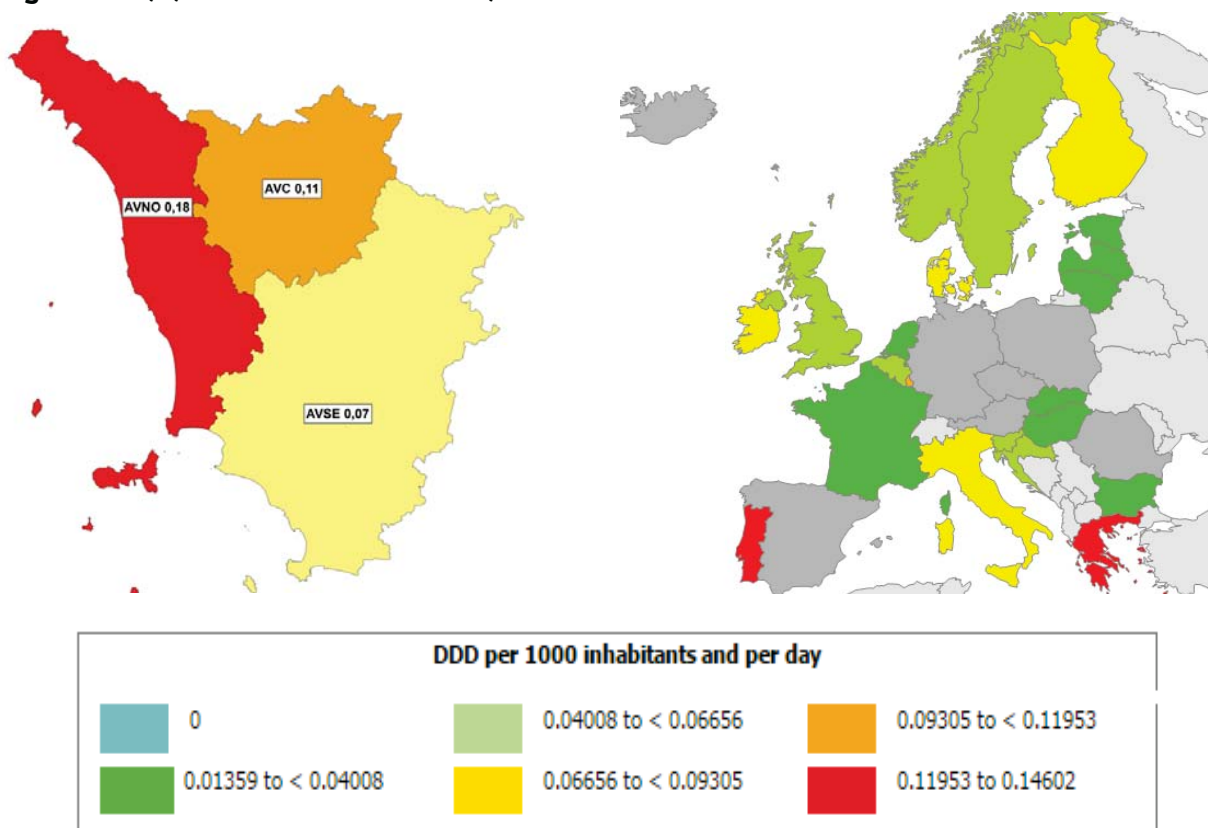 AVNO 0,18
AVC 0,11
AVSE 0,07
DDD per 1000 inhabitants and per day
0
0.04008 to < 0.06656
0.09305 to < 0.11953
0.01359 to < 0.04008
0.06656 to < 0.09305
0.11953 to 0.14602